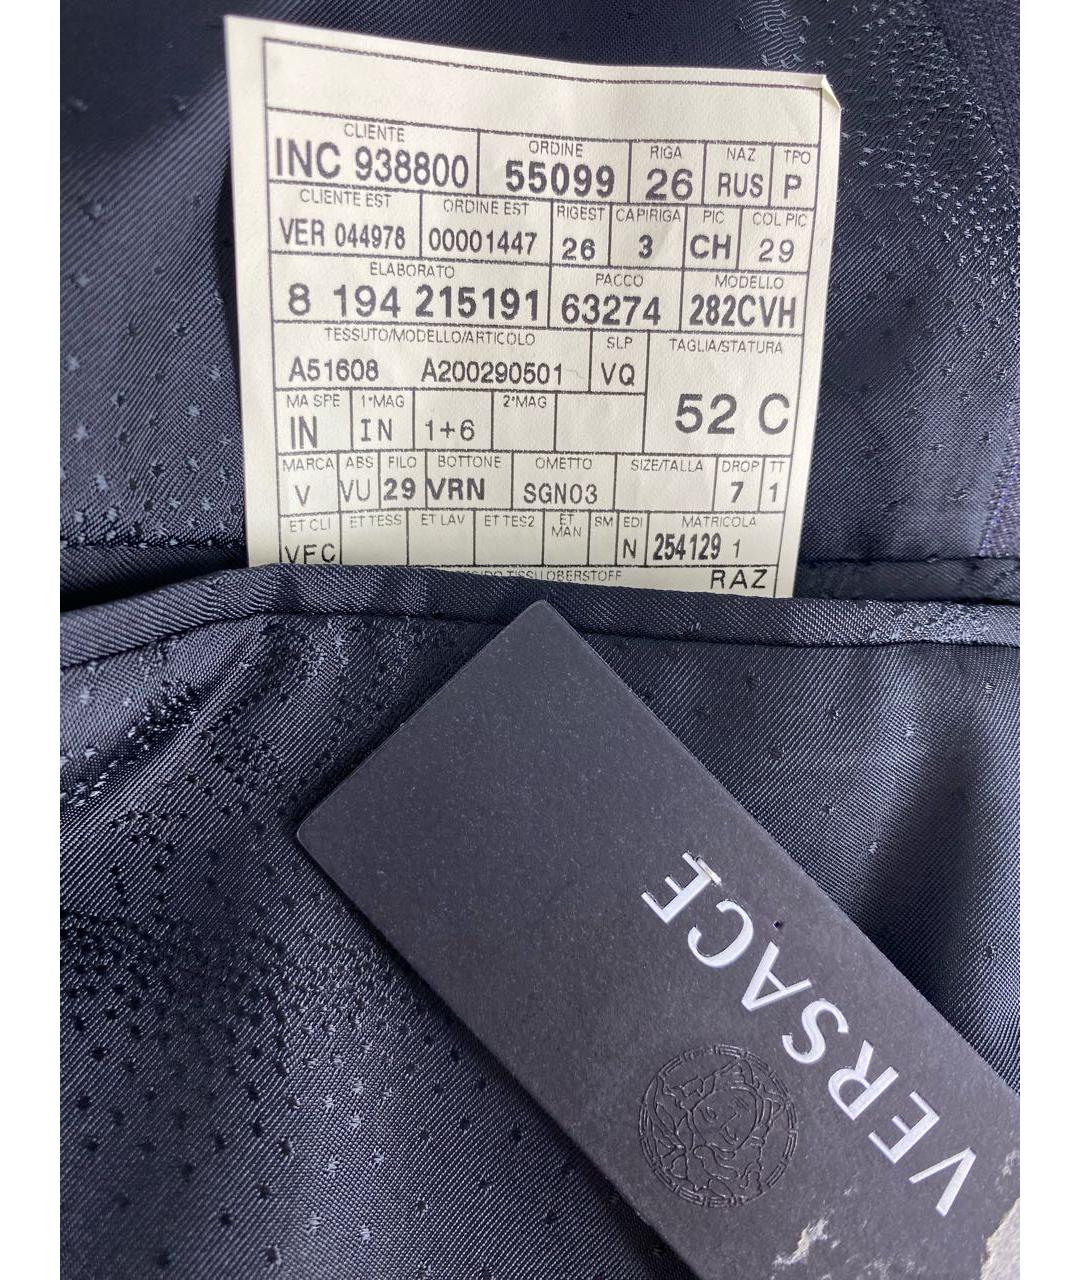 CLIENTE ORDINE RIGA NAZ TPO
INC 938800 55099 26 RUS P
CLIENTE EST ORDINE EST RIGEST CAPIRIGA PIC COL PIC
VER 044978 00001447 26 3 CH 29
ELABORATO PACCO MODELLO
8 194 215191 63274 282CVH
TESSUTO/MODELLO/ARTICOLO SLP TAGLIA/STATURA
A51608 A200290501 VQ
52 C
MA SPE 1°MAG 2°MAG
IN IN 1+6
MARCA ABS FILO BOTTONE OMETTO SIZE/TALLA DROP TT
V VU 29 VRN SGN03 7 1
ET CLI ET TESS ET LAV ET TES2 ET MAN SM EDI MATRICOLA
VFC N 254129 1
RAZ
VERSACE